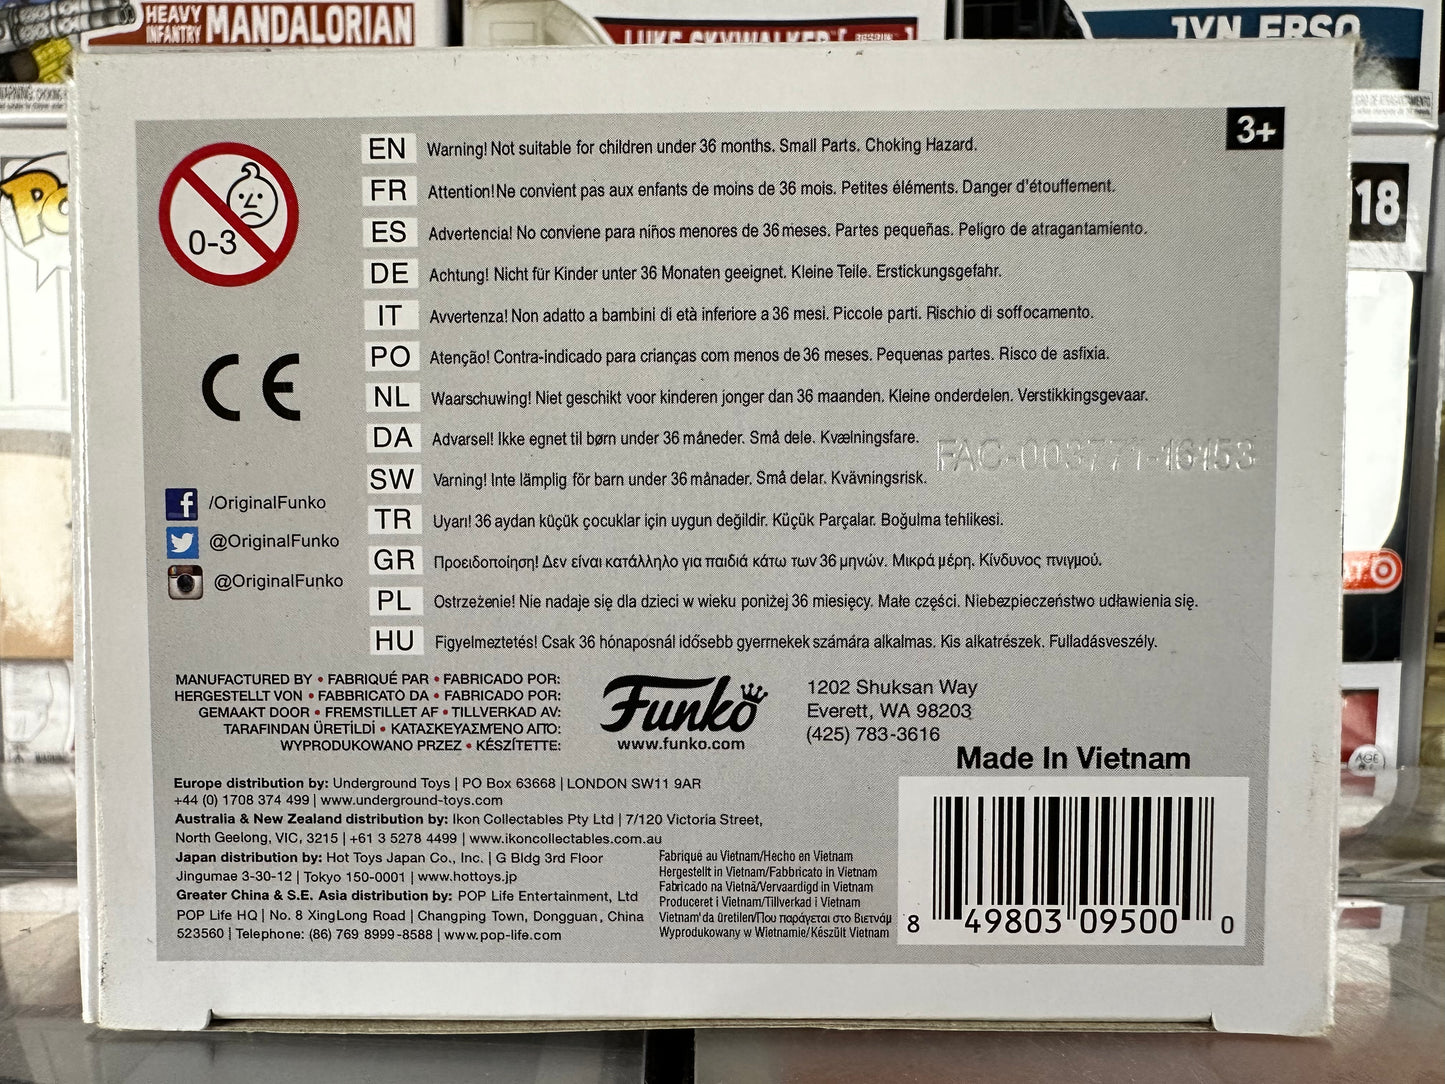 HEAVY
INFANTRY MANDALORIAN
LUKE SKYWALKER [
JYN ERSO
18
3+
0-3
EN Warning! Not suitable for children under 36 months. Small Parts. Choking Hazard.
FR Attention! Ne convient pas aux enfants de moins de 36 mois. Petites éléments. Danger d'étouffement.
ES Advertencia! No conviene para niños menores de 36 meses. Partes pequeñas. Peligro de atragantamiento.
DE Achtung! Nicht für Kinder unter 36 Monaten geeignet. Kleine Teile. Erstickungsgefahr.
IT Avvertenza! Non adatto a bambini di età inferiore a 36 mesi. Piccole parti. Rischio di soffocamento.
PO Atenção! Contra-indicado para crianças com menos de 36 meses. Pequenas partes. Risco de asfixia.
NL Waarschuwing! Niet geschikt voor kinderen jonger dan 36 maanden. Kleine onderdelen. Verstikkingsgevaar.
DA Advarsel! Ikke egnet til børn under 36 måneder. Små dele. Kvælningsfare.
FAC-003771-16153
SW Varning! Inte lämplig för barn under 36 månader. Små delar. Kvävningsrisk.
TR Uyarı! 36 aydan küçük çocuklar için uygun değildir. Küçük Parçalar. Boğulma tehlikesi.
GR Προειδοποίηση! Δεν είναι κατάλληλο για παιδιά κάτω των 36 μηνών. Μικρά μέρη. Κίνδυνος πνιγμού.
PL Ostrzeżenie! Nie nadaje się dla dzieci w wieku poniżej 36 miesięcy. Małe części. Niebezpieczeństwo udławienia się.
HU Figyelmeztetés! Csak 36 hónaposnál idősebb gyermekek számára alkalmas. Kis alkatrészek. Fulladásveszély.
CE
/OriginalFunko
@OriginalFunko
@OriginalFunko
MANUFACTURED BY • FABRIQUÉ PAR • FABRICADO POR:
HERGESTELLT VON • FABBRICATO DA • FABRICADO POR:
GEMAAKT DOOR • FREMSTILLET AF • TILLVERKAD AV:
TARAFINDAN ÜRETİLDİ • ΚΑΤΑΣΚΕΥΑΣΜΈΝΟ ΑΠΌ:
WYPRODUKOWANO PRZEZ • KÉSZÍTETTE:
Funko
www.funko.com
1202 Shuksan Way
Everett, WA 98203
(425) 783-3616
Made In Vietnam
Europe distribution by: Underground Toys | PO Box 63668 | LONDON SW11 9AR
+44 (0) 1708 374 499 | www.underground-toys.com
Australia & New Zealand distribution by: Ikon Collectables Pty Ltd | 7/120 Victoria Street,
North Geelong, VIC, 3215 | +61 3 5278 4499 | www.ikoncollectables.com.au
Japan distribution by: Hot Toys Japan Co., Inc. | G Bldg 3rd Floor
Jingumae 3-30-12 | Tokyo 150-0001 | www.hottoys.jp
Greater China & S.E. Asia distribution by: POP Life Entertainment, Ltd
POP Life HQ | No. 8 XingLong Road | Changping Town, Dongguan, China
523560 | Telephone: (86) 769 8999-8588 | www.pop-life.com
Fabriqué au Vietnam/Hecho en Vietnam
Hergestellt in Vietnam/Fabbricato in Vietnam
Fabricado na Vietnã/Vervaardigd in Vietnam
Produceret i Vietnam/Tillverkad i Vietnam
Vietnam'da üretilen/Που παράγεται στο Βιετνάμ
Wyprodukowany w Wietnamie/Készült Vietnam
8 49803 09500 0
AGE